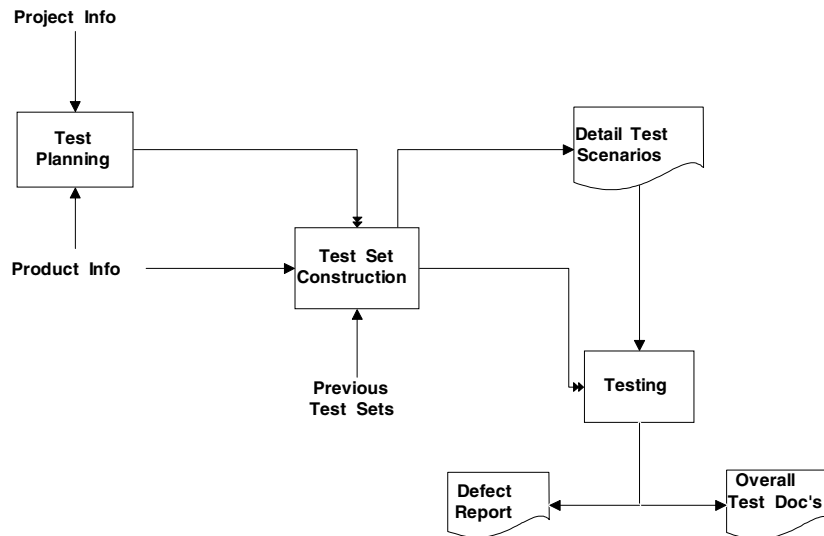 Project Info
Test
Planning
Detail Test
Scenarios
Product Info
Test Set
Construction
Previous
Test Sets
Testing
Defect
Report
Overall
Test Doc's